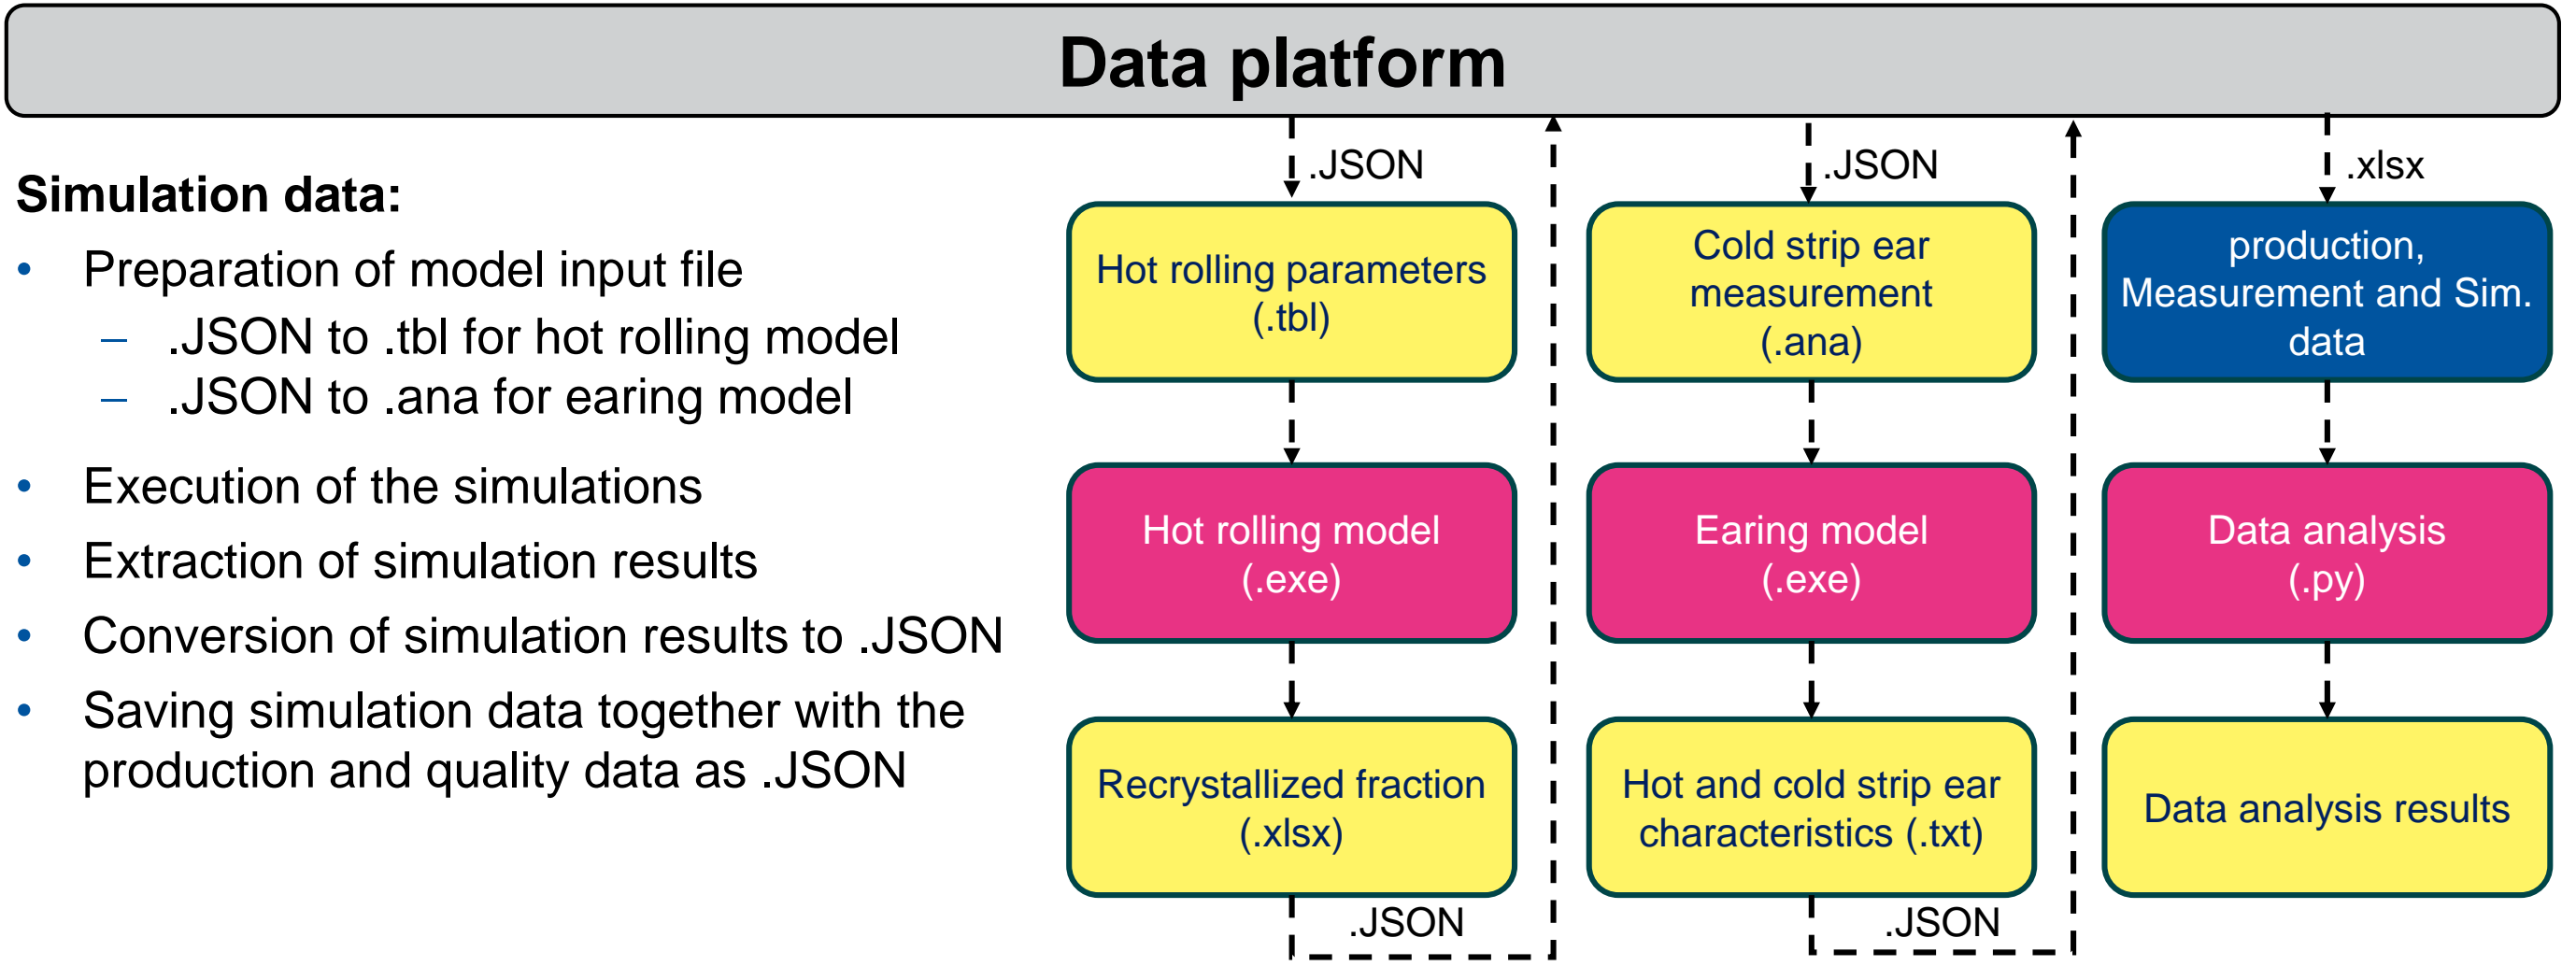 Data platform
Simulation data:
• Preparation of model input file
– .JSON to .tbl for hot rolling model
– .JSON to .ana for earing model
• Execution of the simulations
• Extraction of simulation results
• Conversion of simulation results to .JSON
• Saving simulation data together with the
production and quality data as .JSON
.JSON
Hot rolling parameters
(.tbl)
Hot rolling model
(.exe)
Recrystallized fraction
(.xlsx)
.JSON
.JSON
Cold strip ear
measurement
(.ana)
Earing model
(.exe)
Hot and cold strip ear
characteristics (.txt)
.JSON
.xlsx
production,
Measurement and Sim.
data
Data analysis
(.py)
Data analysis results